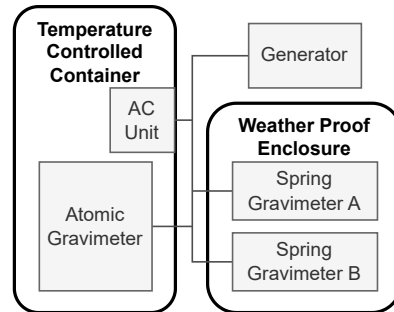 Temperature
Controlled
Container
AC
Unit
Atomic
Gravimeter
Generator
Weather Proof
Enclosure
Spring
Gravimeter A
Spring
Gravimeter B